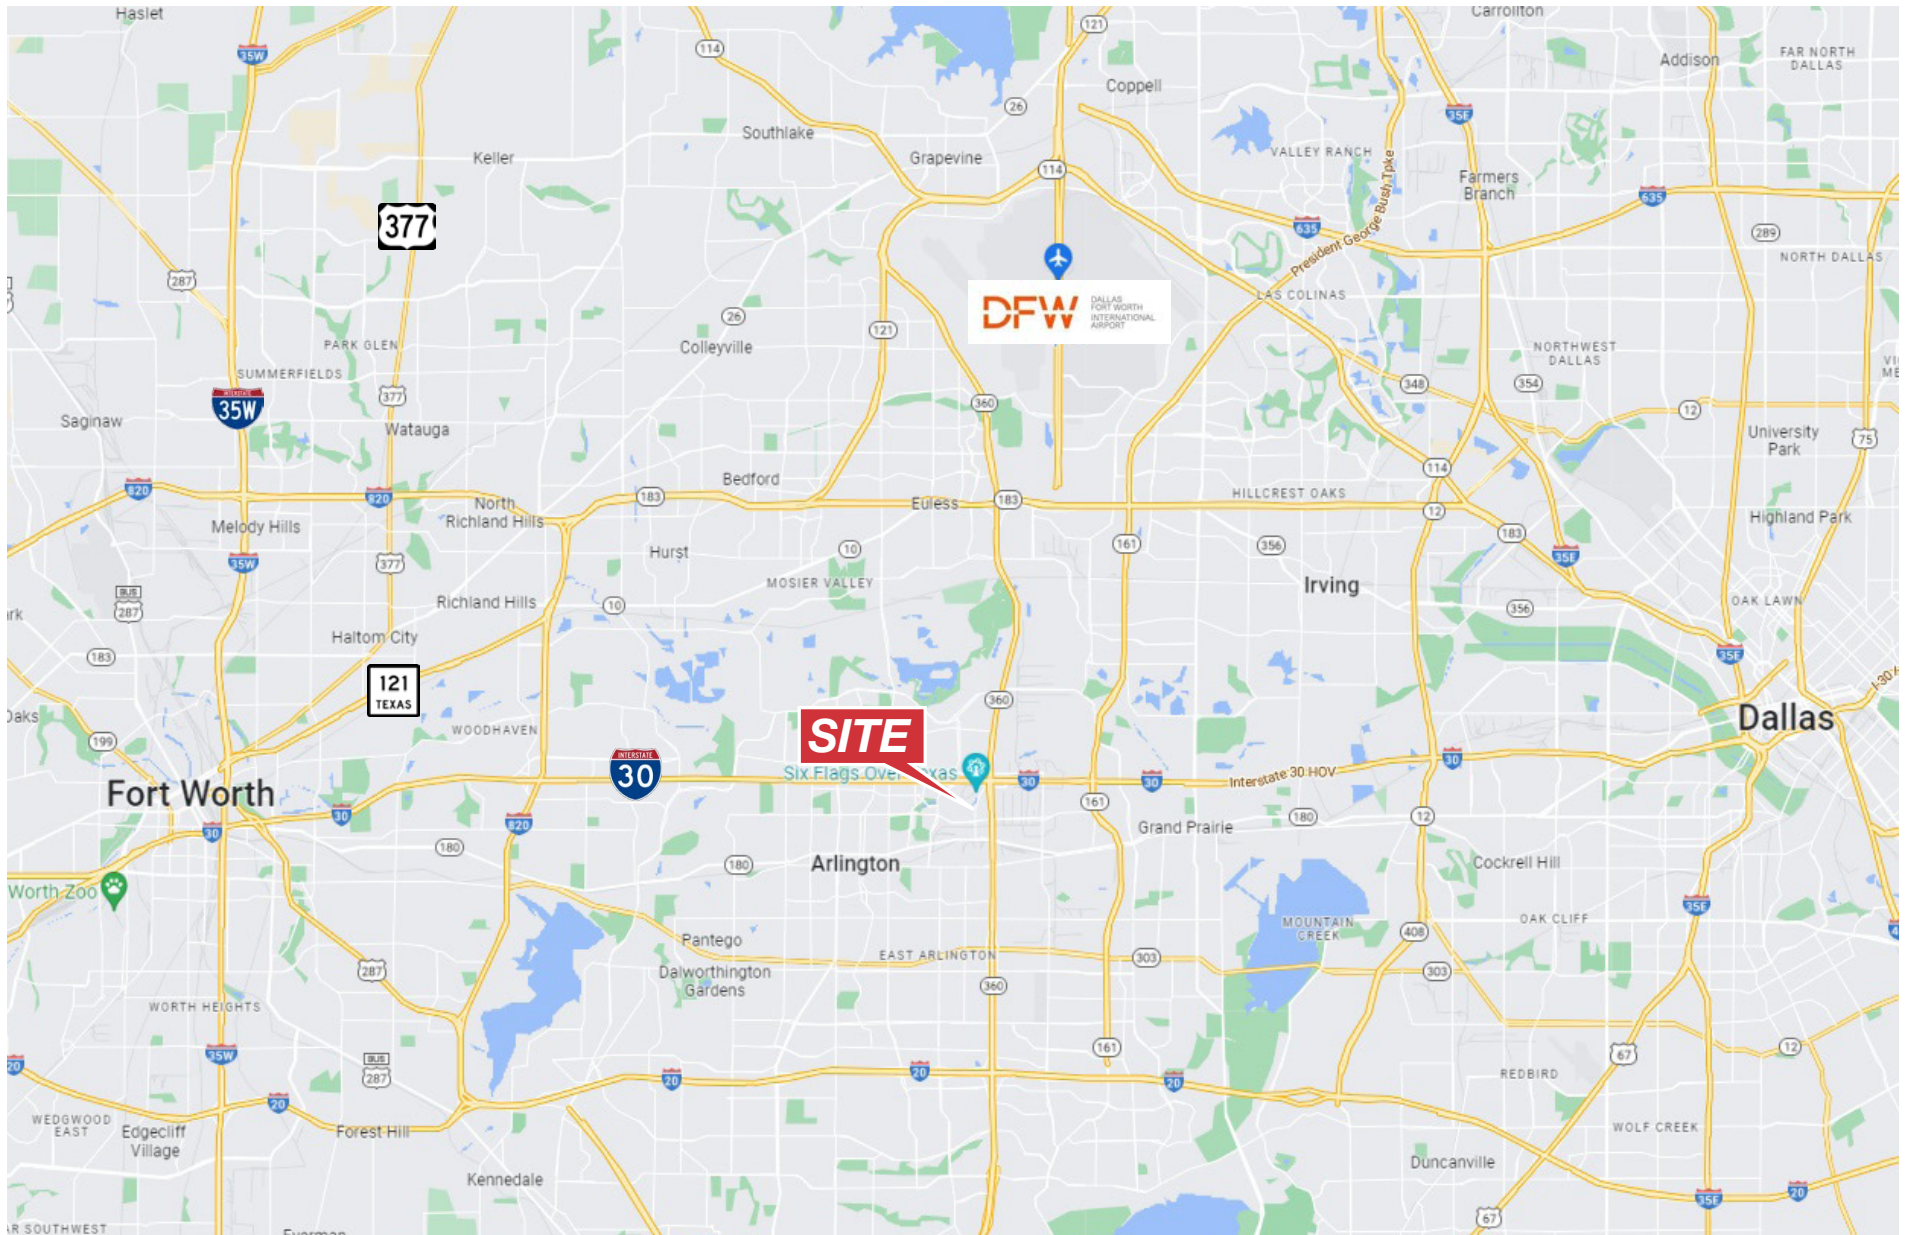 Haslet
Carrollton
35W
114
121
Addison
FAR NORTH
DALLAS
Coppell
26
35E
Southlake
Keller
Grapevine
VALLEY RANCH
114
Farmers
Branch
635
377
635
289
President George Bush Tpke
NORTH DALLAS
287
LAS COLINAS
DFW
DALLAS
FORT WORTH
INTERNATIONAL
AIRPORT
26
121
PARK GLEN
Colleyville
NORTHWEST
DALLAS
SUMMERFIELDS
377
348
354
INTERSTATE
35W
360
12
Saginaw
Watauga
University
Park
75
114
Bedford
820
820
183
North
Richland Hills
Euless
183
HILLCREST OAKS
12
Melody Hills
Highland Park
183
Hurst
10
161
356
35E
35W
377
MOSIER VALLEY
Irving
BUS
287
Richland Hills
10
356
OAK LAWN
Haltom City
183
35E
121
TEXAS
360
I-30
Oaks
199
WOODHAVEN
SITE
Dallas
INTERSTATE
30
Six Flags Over Texas
30
30
Interstate 30 HOV
30
Fort Worth
161
30
30
820
Grand Prairie
180
12
180
180
Arlington
Cockrell Hill
Worth Zoo
35E
MOUNTAIN
CREEK
OAK CLIFF
408
Pantego
EAST ARLINGTON
303
303
287
Dalworthington
Gardens
360
WORTH HEIGHTS
35W
BUS
287
161
67
12
20
20
20
20
REDBIRD
20
WEDGWOOD
EAST
Edgecliff
Village
Forest Hill
WOLF CREEK
Kennedale
Duncanville
35E
20
67